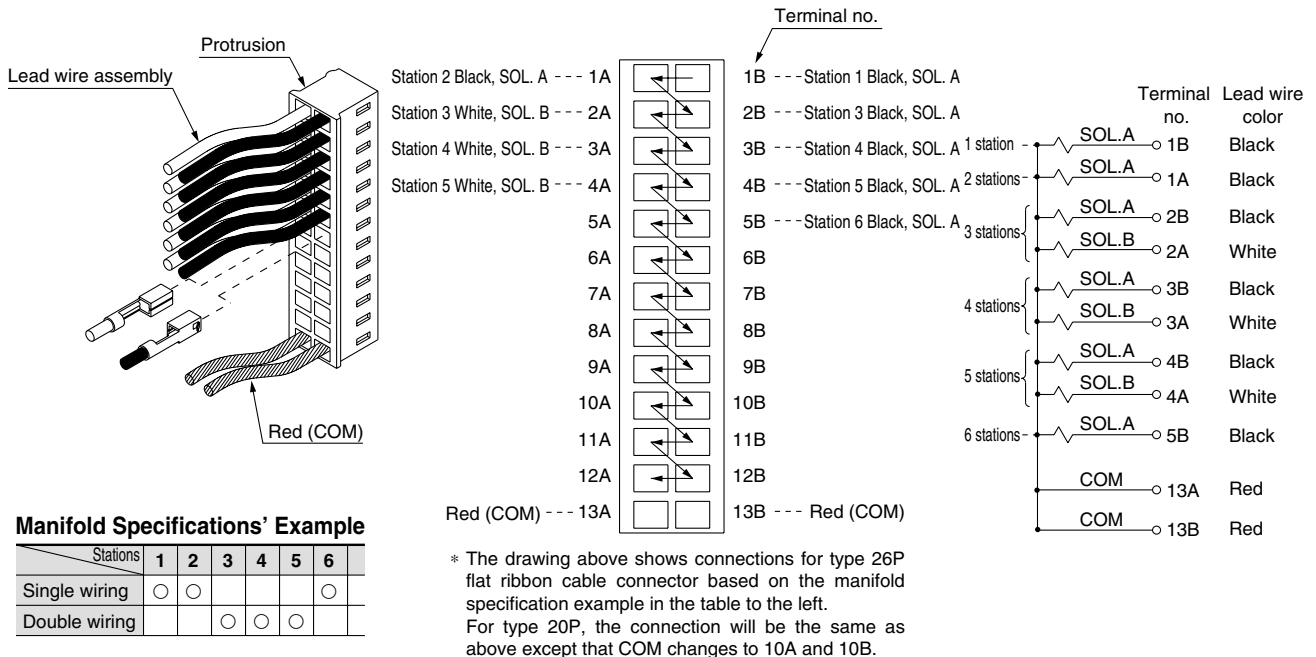 Terminal no.
Protrusion
Lead wire assembly
Red (COM)
Station 2 Black, SOL. A --- 1A 1B --- Station 1 Black, SOL. A
Station 3 White, SOL. B --- 2A 2B --- Station 3 Black, SOL. A
Station 4 White, SOL. B --- 3A 3B --- Station 4 Black, SOL. A
Station 5 White, SOL. B --- 4A 4B --- Station 5 Black, SOL. A
5A 5B --- Station 6 Black, SOL. A
6A 6B
7A 7B
8A 8B
9A 9B
10A 10B
11A 11B
12A 12B
Red (COM) --- 13A 13B --- Red (COM)
Terminal no. Lead wire color
1 station SOL.A 1B Black
2 stations SOL.A 1A Black
3 stations SOL.A 2B Black
SOL.B 2A White
4 stations SOL.A 3B Black
SOL.B 3A White
5 stations SOL.A 4B Black
SOL.B 4A White
6 stations SOL.A 5B Black
COM 13A Red
COM 13B Red
Manifold Specifications' Example
Stations 1 2 3 4 5 6
Single wiring ○ ○ ○
Double wiring ○ ○ ○
* The drawing above shows connections for type 26P
flat ribbon cable connector based on the manifold
specification example in the table to the left.
For type 20P, the connection will be the same as
above except that COM changes to 10A and 10B.